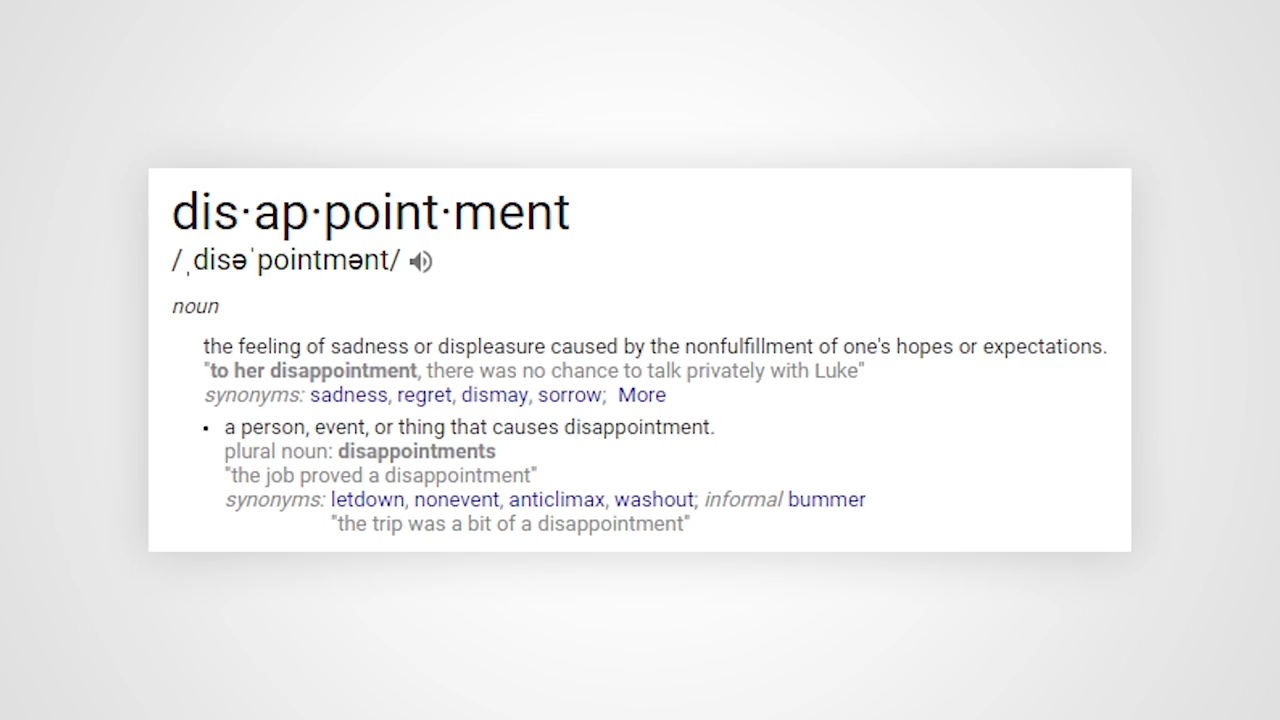 dis·ap·point·ment
/ˌdisəˈpointmənt/
noun
the feeling of sadness or displeasure caused by the nonfulfillment of one's hopes or expectations.
"to her disappointment, there was no chance to talk privately with Luke"
synonyms: sadness, regret, dismay, sorrow; More
• a person, event, or thing that causes disappointment.
plural noun: disappointments
"the job proved a disappointment"
synonyms: letdown, nonevent, anticlimax, washout; informal bummer
"the trip was a bit of a disappointment"